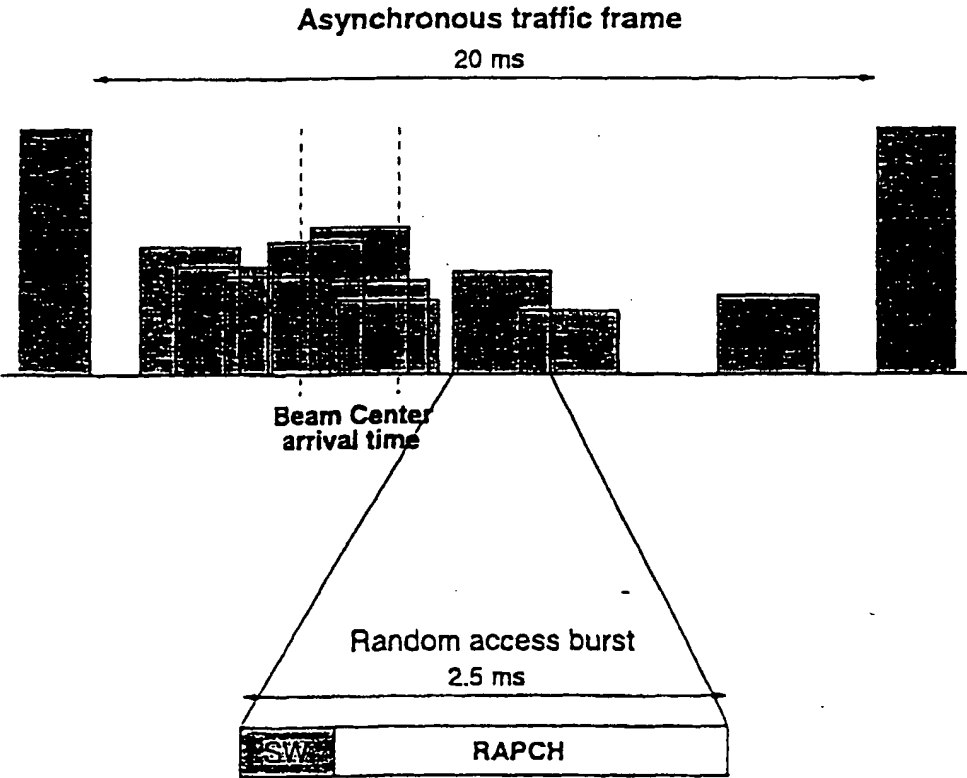 Asynchronous traffic frame
20 ms
Beam Center
arrival time
Random access burst
2.5 ms
SW RAPCH